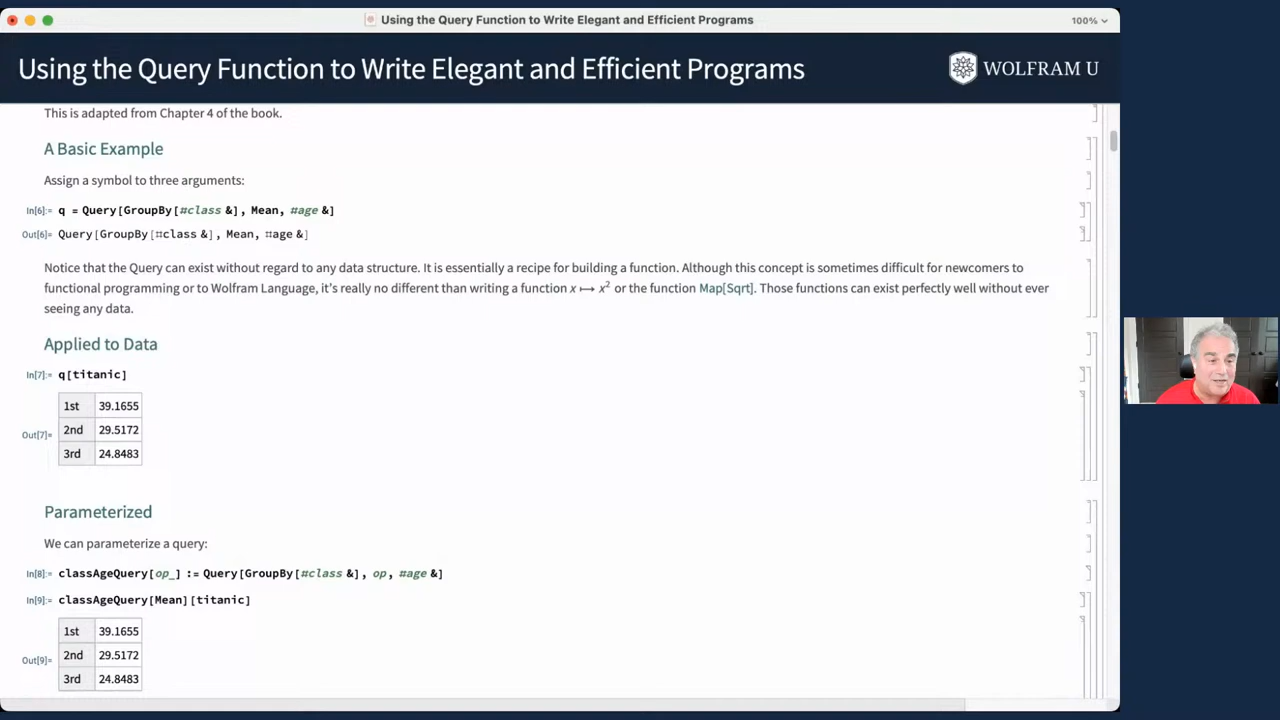 Using the Query Function to Write Elegant and Efficient Programs
100%
Using the Query Function to Write Elegant and Efficient Programs
WOLFRAM U
This is adapted from Chapter 4 of the book.
A Basic Example
Assign a symbol to three arguments:
In[6]:= q = Query[GroupBy[#class &], Mean, #age &]
Out[6]= Query[GroupBy[#class &], Mean, #age &]
Notice that the Query can exist without regard to any data structure. It is essentially a recipe for building a function. Although this concept is sometimes difficult for newcomers to
functional programming or to Wolfram Language, it's really no different than writing a function x ↦ x² or the function Map[Sqrt]. Those functions can exist perfectly well without ever
seeing any data.
Applied to Data
In[7]:= q[titanic]
1st 39.1655
2nd 29.5172
Out[7]=
3rd 24.8483
Parameterized
We can parameterize a query:
In[8]:= classAgeQuery[op_] := Query[GroupBy[#class &], op, #age &]
In[9]:= classAgeQuery[Mean][titanic]
1st 39.1655
2nd 29.5172
Out[9]=
3rd 24.8483